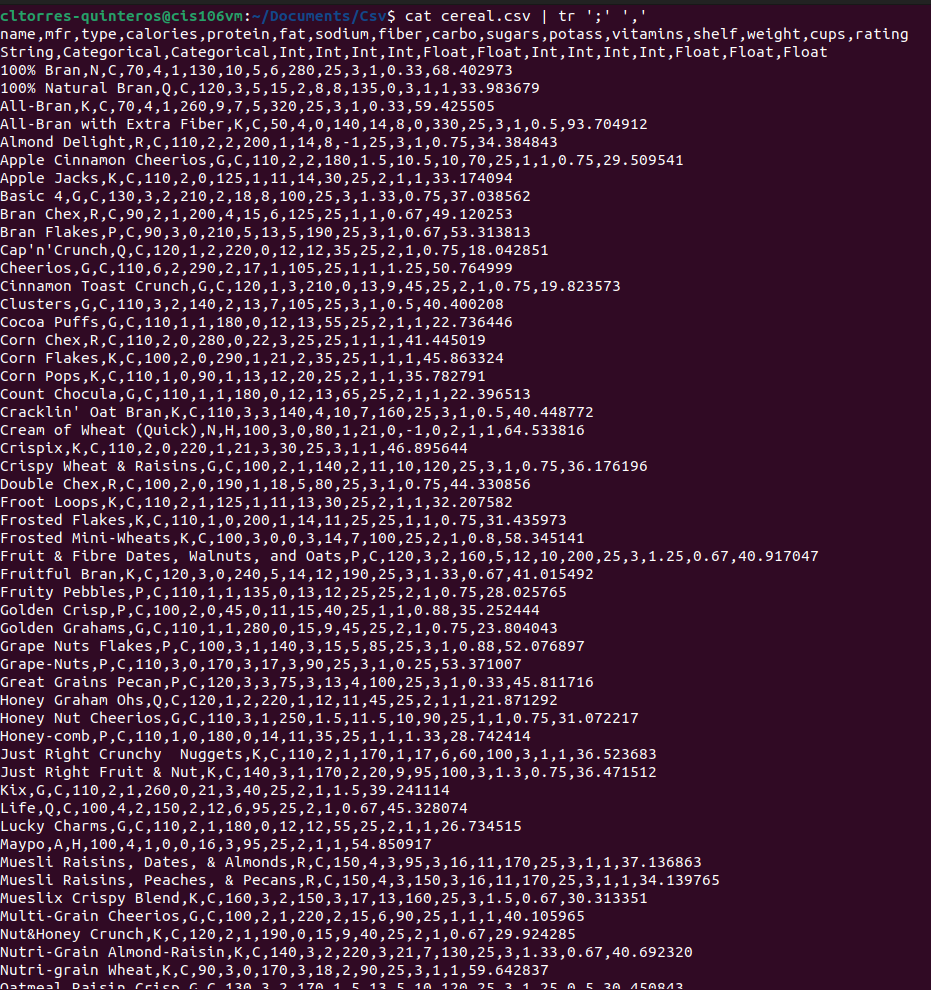 cltorres-quinteros@cis106vm:~/Documents/Csv$ cat cereal.csv | tr ';' ','
name,mfr,type,calories,protein,fat,sodium,fiber,carbo,sugars,potass,vitamins,shelf,weight,cups,rating
String,Categorical,Categorical,Int,Int,Int,Int,Float,Float,Int,Int,Int,Int,Float,Float,Float
100% Bran,N,C,70,4,1,130,10,5,6,280,25,3,1,0.33,68.402973
100% Natural Bran,Q,C,120,3,5,15,2,8,8,135,0,3,1,1,33.983679
All-Bran,K,C,70,4,1,260,9,7,5,320,25,3,1,0.33,59.425505
All-Bran with Extra Fiber,K,C,50,4,0,140,14,8,0,330,25,3,1,0.5,93.704912
Almond Delight,R,C,110,2,2,200,1,14,8,-1,25,3,1,0.75,34.384843
Apple Cinnamon Cheerios,G,C,110,2,2,180,1.5,10.5,10,70,25,1,1,0.75,29.509541
Apple Jacks,K,C,110,2,0,125,1,11,14,30,25,2,1,1,33.174094
Basic 4,G,C,130,3,2,210,2,18,8,100,25,3,1.33,0.75,37.038562
Bran Chex,R,C,90,2,1,200,4,15,6,125,25,1,1,0.67,49.120253
Bran Flakes,P,C,90,3,0,210,5,13,5,190,25,3,1,0.67,53.313813
Cap'n'Crunch,Q,C,120,1,2,220,0,12,12,35,25,2,1,0.75,18.042851
Cheerios,G,C,110,6,2,290,2,17,1,105,25,1,1,1.25,50.764999
Cinnamon Toast Crunch,G,C,120,1,3,210,0,13,9,45,25,2,1,0.75,19.823573
Clusters,G,C,110,3,2,140,2,13,7,105,25,3,1,0.5,40.400208
Cocoa Puffs,G,C,110,1,1,180,0,12,13,55,25,2,1,1,22.736446
Corn Chex,R,C,110,2,0,280,0,22,3,25,25,1,1,1,41.445019
Corn Flakes,K,C,100,2,0,290,1,21,2,35,25,1,1,1,45.863324
Corn Pops,K,C,110,1,0,90,1,13,12,20,25,2,1,1,35.782791
Count Chocula,G,C,110,1,1,180,0,12,13,65,25,2,1,1,22.396513
Cracklin' Oat Bran,K,C,110,3,3,140,4,10,7,160,25,3,1,0.5,40.448772
Cream of Wheat (Quick),N,H,100,3,0,80,1,21,0,-1,0,2,1,1,64.533816
Crispix,K,C,110,2,0,220,1,21,3,30,25,3,1,1,46.895644
Crispy Wheat & Raisins,G,C,100,2,1,140,2,11,10,120,25,3,1,0.75,36.176196
Double Chex,R,C,100,2,0,190,1,18,5,80,25,3,1,0.75,44.330856
Froot Loops,K,C,110,2,1,125,1,11,13,30,25,2,1,1,32.207582
Frosted Flakes,K,C,110,1,0,200,1,14,11,25,25,1,1,0.75,31.435973
Frosted Mini-Wheats,K,C,100,3,0,0,3,14,7,100,25,2,1,0.8,58.345141
Fruit & Fibre Dates, Walnuts, and Oats,P,C,120,3,2,160,5,12,10,200,25,3,1.25,0.67,40.917047
Fruitful Bran,K,C,120,3,0,240,5,14,12,190,25,3,1.33,0.67,41.015492
Fruity Pebbles,P,C,110,1,1,135,0,13,12,25,25,2,1,0.75,28.025765
Golden Crisp,P,C,100,2,0,45,0,11,15,40,25,1,1,0.88,35.252444
Golden Grahams,G,C,110,1,1,280,0,15,9,45,25,2,1,0.75,23.804043
Grape Nuts Flakes,P,C,100,3,1,140,3,15,5,85,25,3,1,0.88,52.076897
Grape-Nuts,P,C,110,3,0,170,3,17,3,90,25,3,1,0.25,53.371007
Great Grains Pecan,P,C,120,3,3,75,3,13,4,100,25,3,1,0.33,45.811716
Honey Graham Ohs,Q,C,120,1,2,220,1,12,11,45,25,2,1,1,21.871292
Honey Nut Cheerios,G,C,110,3,1,250,1.5,11.5,10,90,25,1,1,0.75,31.072217
Honey-comb,P,C,110,1,0,180,0,14,11,35,25,1,1,1.33,28.742414
Just Right Crunchy  Nuggets,K,C,110,2,1,170,1,17,6,60,100,3,1,1,36.523683
Just Right Fruit & Nut,K,C,140,3,1,170,2,20,9,95,100,3,1.3,0.75,36.471512
Kix,G,C,110,2,1,260,0,21,3,40,25,2,1,1.5,39.241114
Life,Q,C,100,4,2,150,2,12,6,95,25,2,1,0.67,45.328074
Lucky Charms,G,C,110,2,1,180,0,12,12,55,25,2,1,1,26.734515
Maypo,A,H,100,4,1,0,0,16,3,95,25,2,1,1,54.850917
Muesli Raisins, Dates, & Almonds,R,C,150,4,3,95,3,16,11,170,25,3,1,1,37.136863
Muesli Raisins, Peaches, & Pecans,R,C,150,4,3,150,3,16,11,170,25,3,1,1,34.139765
Mueslix Crispy Blend,K,C,160,3,2,150,3,17,13,160,25,3,1.5,0.67,30.313351
Multi-Grain Cheerios,G,C,100,2,1,220,2,15,6,90,25,1,1,1,40.105965
Nut&Honey Crunch,K,C,120,2,1,190,0,15,9,40,25,2,1,0.67,29.924285
Nutri-Grain Almond-Raisin,K,C,140,3,2,220,3,21,7,130,25,3,1.33,0.67,40.692320
Nutri-grain Wheat,K,C,90,3,0,170,3,18,2,90,25,3,1,1,59.642837
Oatmeal Raisin Crisp,G,C,130,3,2,170,1.5,13.5,10,120,25,3,1.25,0.5,30.450843